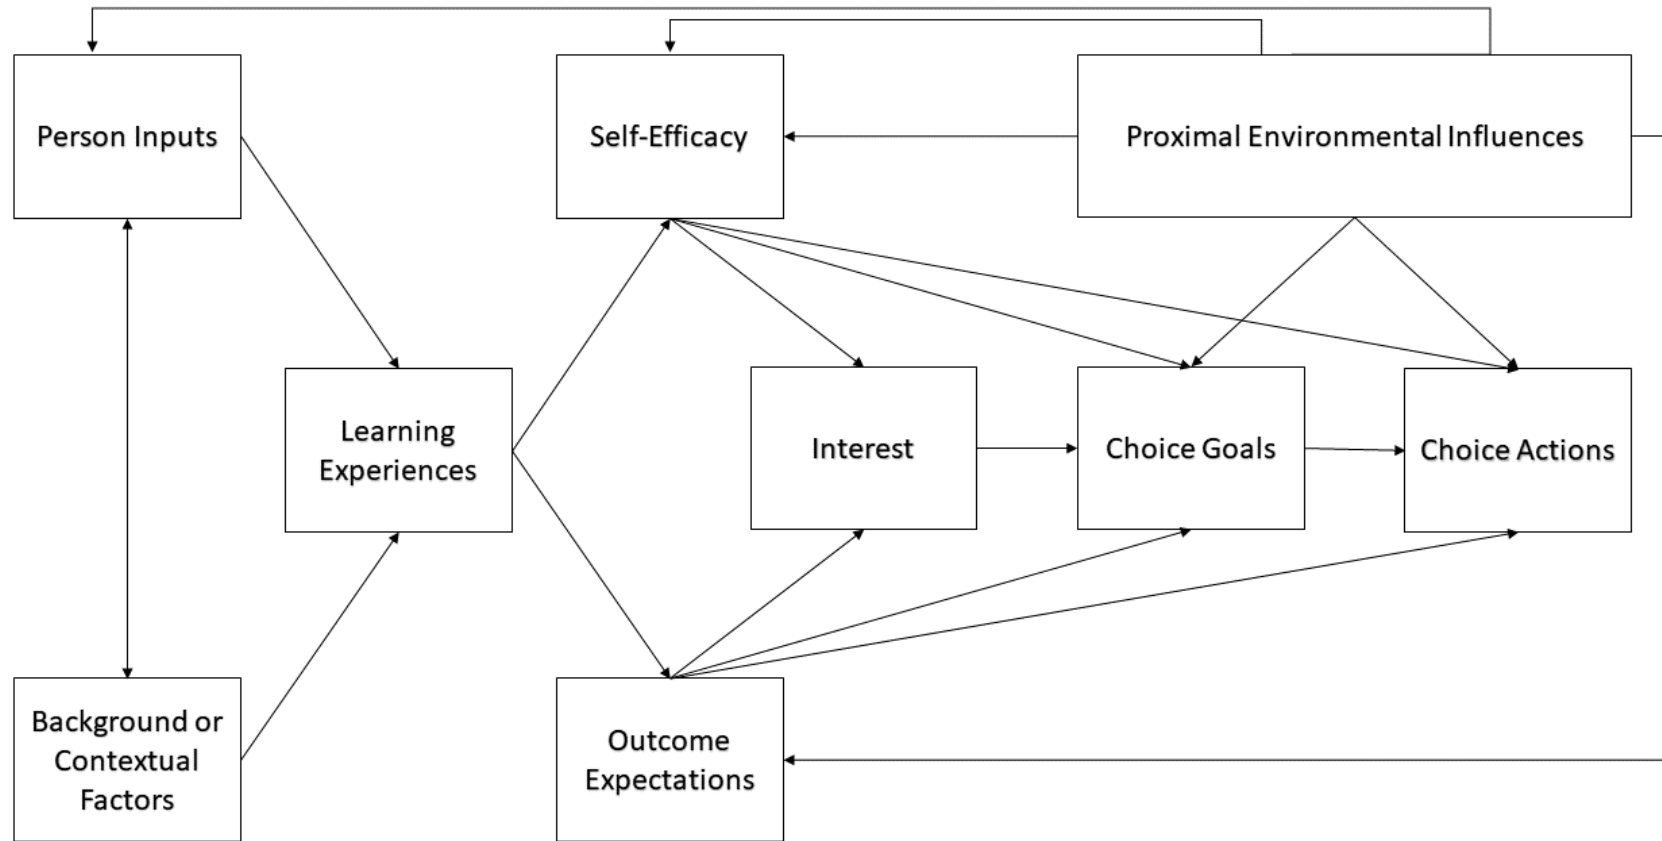 Person Inputs
Self-Efficacy
Proximal Environmental Influences
Learning
Experiences
Interest
Choice Goals
Choice Actions
Background or
Contextual
Factors
Outcome
Expectations